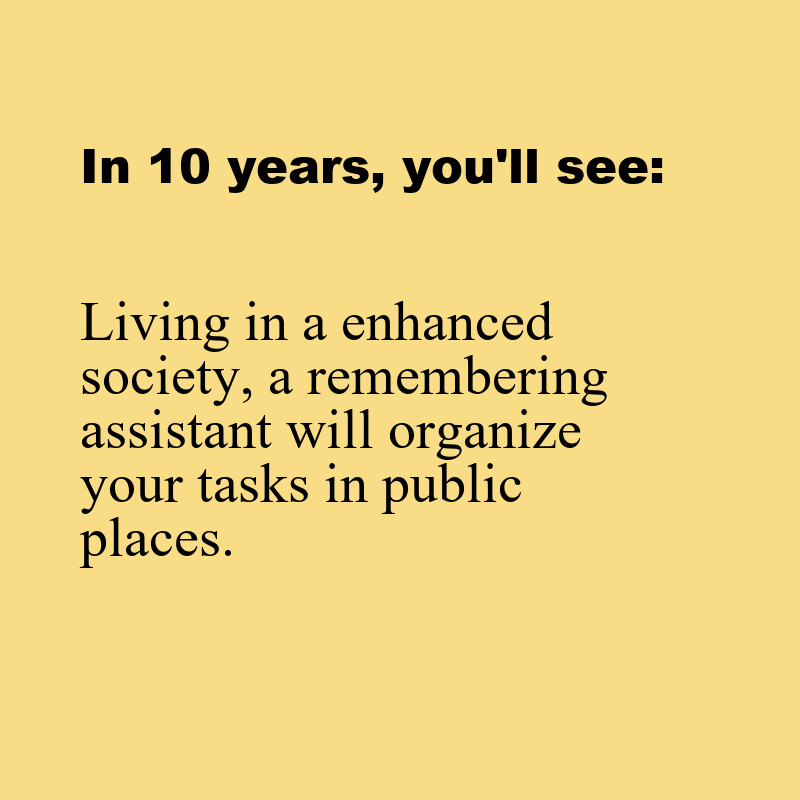 In 10 years, you'll see:
Living in a enhanced
society, a remembering
assistant will organize
your tasks in public
places.